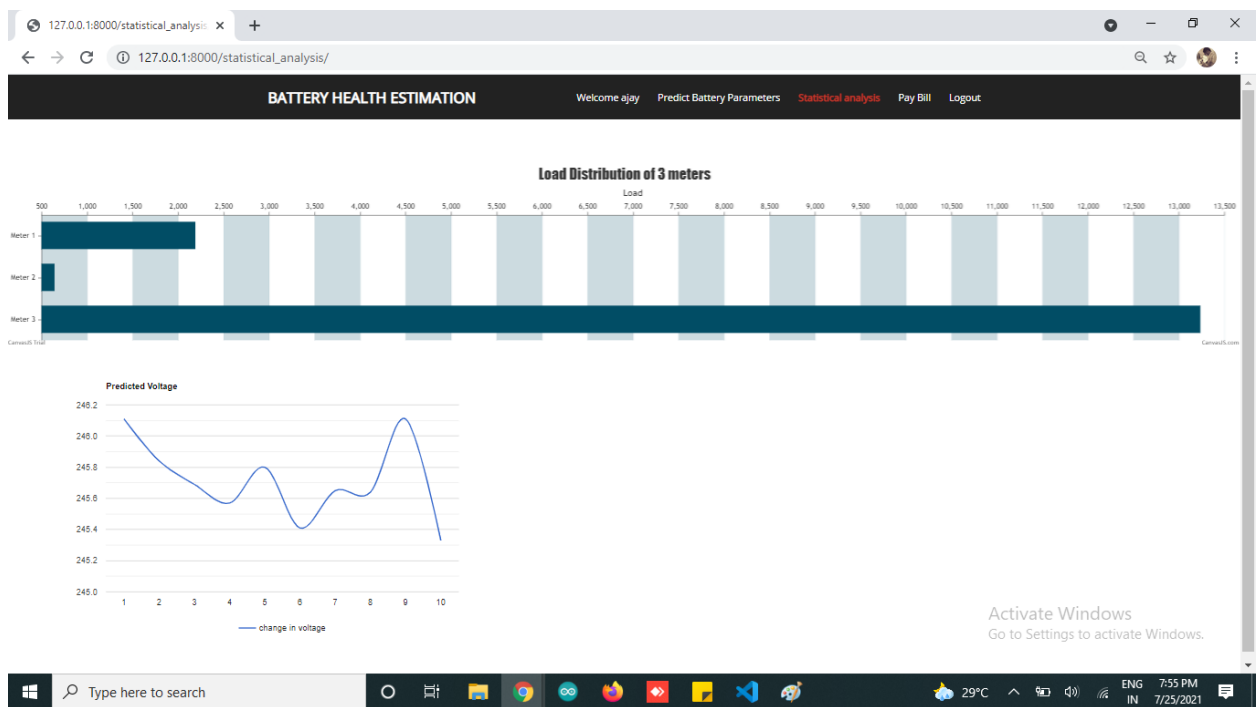 127.0.0.1:8000/statistical_analysis
127.0.0.1:8000/statistical_analysis/
BATTERY HEALTH ESTIMATION
Welcome ajay
Predict Battery Parameters
Statistical analysis
Pay Bill
Logout
Load Distribution of 3 meters
Load
500 1,000 1,500 2,000 2,500 3,000 3,500 4,000 4,500 5,000 5,500 6,000 6,500 7,000 7,500 8,000 8,500 9,000 9,500 10,000 10,500 11,000 11,500 12,000 12,500 13,000 13,500
Meter 1
Meter 2
Meter 3
CanvasJS Trial
CanvasJS.com
Predicted Voltage
246.2
246.0
245.8
245.6
245.4
245.2
245.0
1 2 3 4 5 6 7 8 9 10
change in voltage
Activate Windows
Go to Settings to activate Windows.
Type here to search
29°C
ENG
IN
7:55 PM
7/25/2021